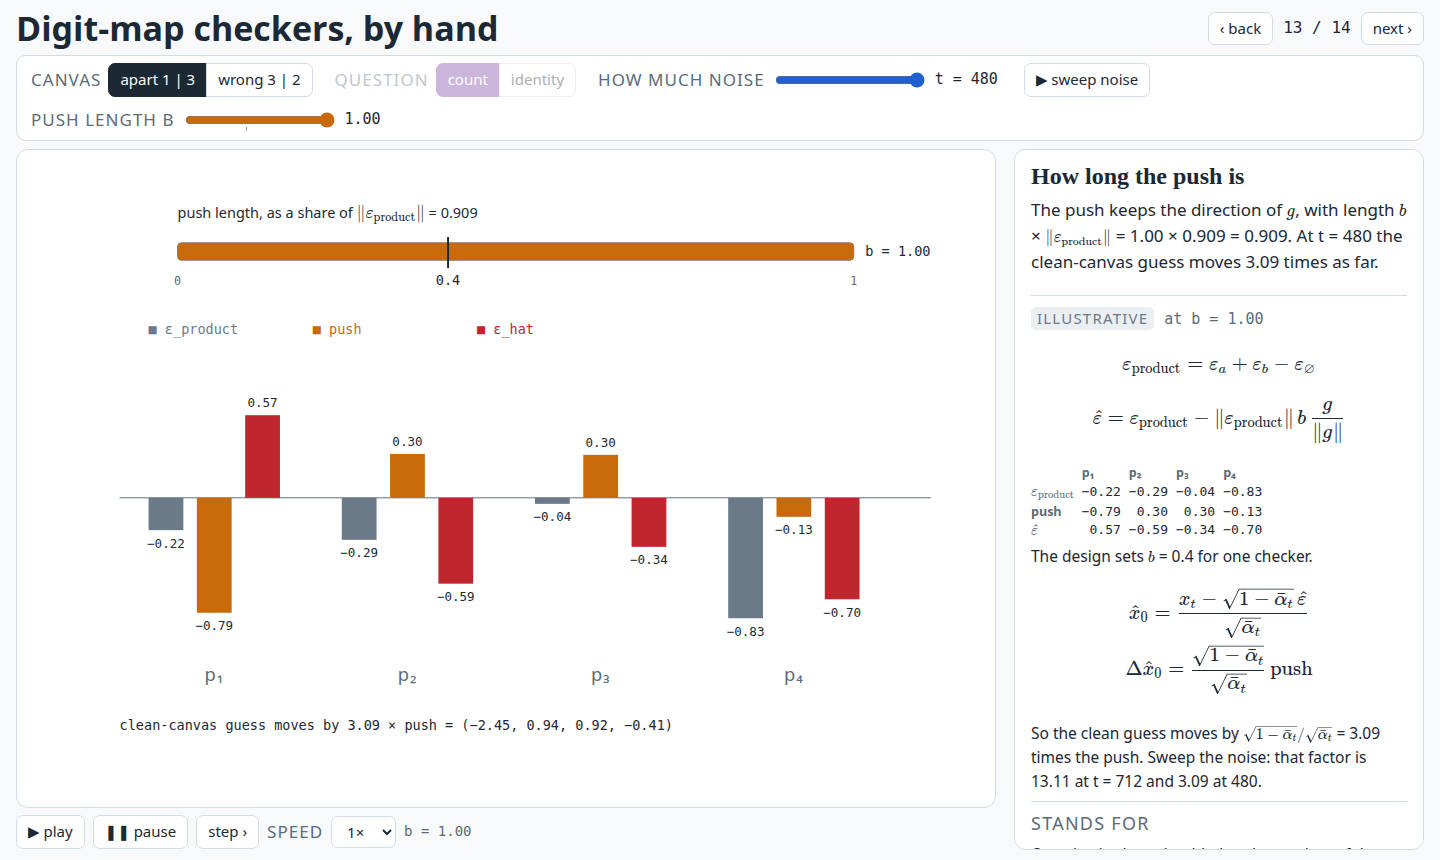 Digit-map checkers, by hand
‹ back 13 / 14 next ›
CANVAS apart 1 | 3 wrong 3 | 2 QUESTION count identity HOW MUCH NOISE t = 480 ▶ sweep noise
PUSH LENGTH B 1.00
push length, as a share of ||ε_product|| = 0.909
b = 1.00
0 0.4 1
■ ε_product ■ push ■ ε_hat
0.57
0.30
0.30
−0.22
−0.79
−0.29
−0.59
−0.04
−0.34
−0.83
−0.13
−0.70
p₁ p₂ p₃ p₄
clean-canvas guess moves by 3.09 × push = (−2.45, 0.94, 0.92, −0.41)
▶ play ❚❚ pause step › SPEED 1× b = 1.00
How long the push is
The push keeps the direction of g, with length b
× ||ε_product|| = 1.00 × 0.909 = 0.909. At t = 480 the
clean-canvas guess moves 3.09 times as far.
ILLUSTRATIVE at b = 1.00
ε_product = ε_a + ε_b − ε_∅
ε̂ = ε_product − ||ε_product|| b g / ||g||
p₁ p₂ p₃ p₄
ε_product −0.22 −0.29 −0.04 −0.83
push −0.79 0.30 0.30 −0.13
ε̂ 0.57 −0.59 −0.34 −0.70
The design sets b = 0.4 for one checker.
x̂₀ = (x_t − √(1 − ᾱ_t) ε̂) / √ᾱ_t
Δx̂₀ = √(1 − ᾱ_t) / √ᾱ_t push
So the clean guess moves by √(1 − ᾱ_t)/√ᾱ_t = 3.09
times the push. Sweep the noise: that factor is
13.11 at t = 712 and 3.09 at 480.
STANDS FOR